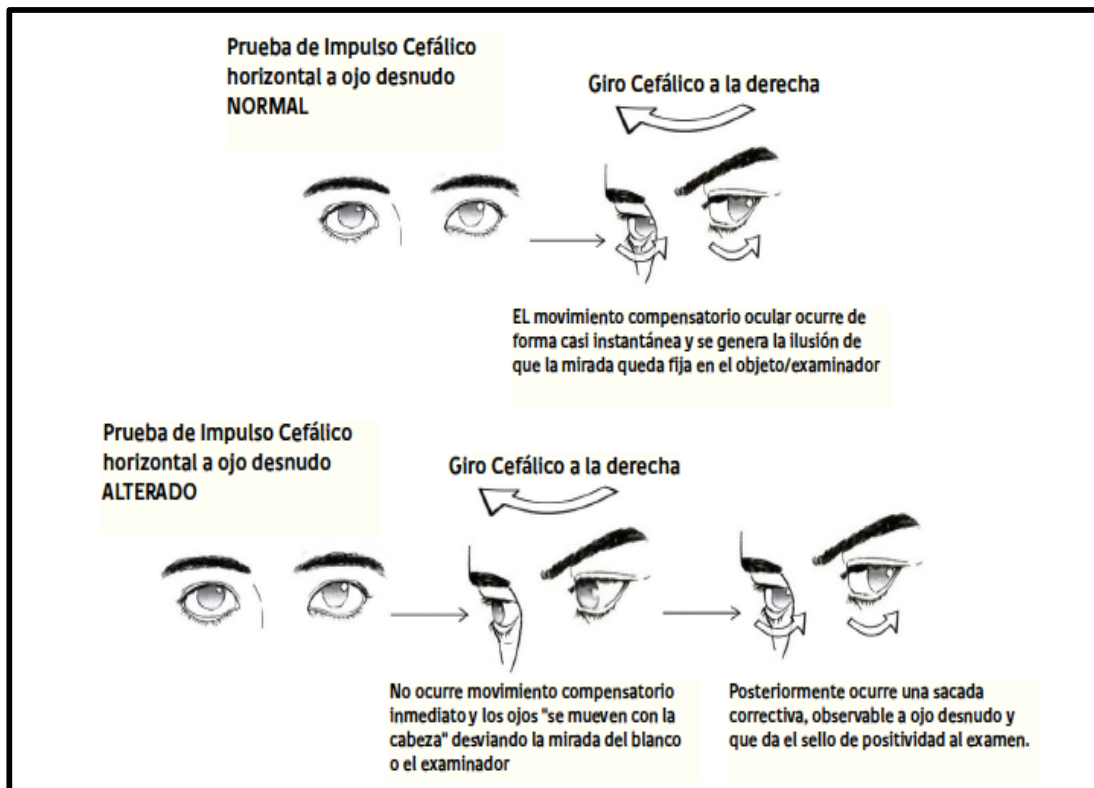 Prueba de Impulso Cefálico
horizontal a ojo desnudo
NORMAL
Giro Cefálico a la derecha
EL movimiento compensatorio ocular ocurre de
forma casi instantánea y se genera la ilusión de
que la mirada queda fija en el objeto/examinador
Prueba de Impulso Cefálico
horizontal a ojo desnudo
ALTERADO
Giro Cefálico a la derecha
No ocurre movimiento compensatorio
inmediato y los ojos "se mueven con la
cabeza" desviando la mirada del blanco
o el examinador
Posteriormente ocurre una sacada
correctiva, observable a ojo desnudo y
que da el sello de positividad al examen.